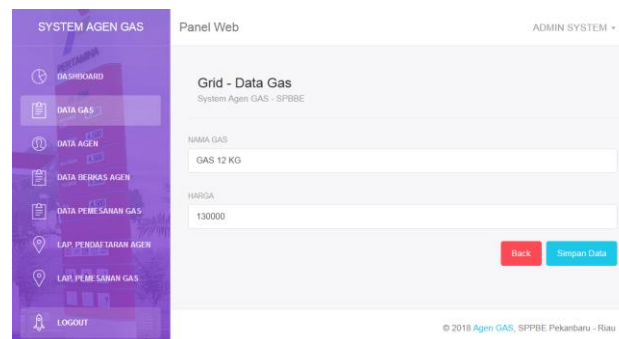 SYSTEM AGEN GAS
Panel Web
ADMIN SYSTEM
PERTAMINA
DASHBOARD
DATA GAS
DATA AGEN
DATA BERKAS AGEN
DATA PEMESANAN GAS
LAP. PENDAFTARAN AGEN
LAP. PEMESANAN GAS
LOGOUT
Grid - Data Gas
System Agen GAS - SPBBE
NAMA GAS
GAS 12 KG
HARGA
130000
Back
Simpan Data
© 2018 Agen GAS, SPPBE Pekanbaru - Riau